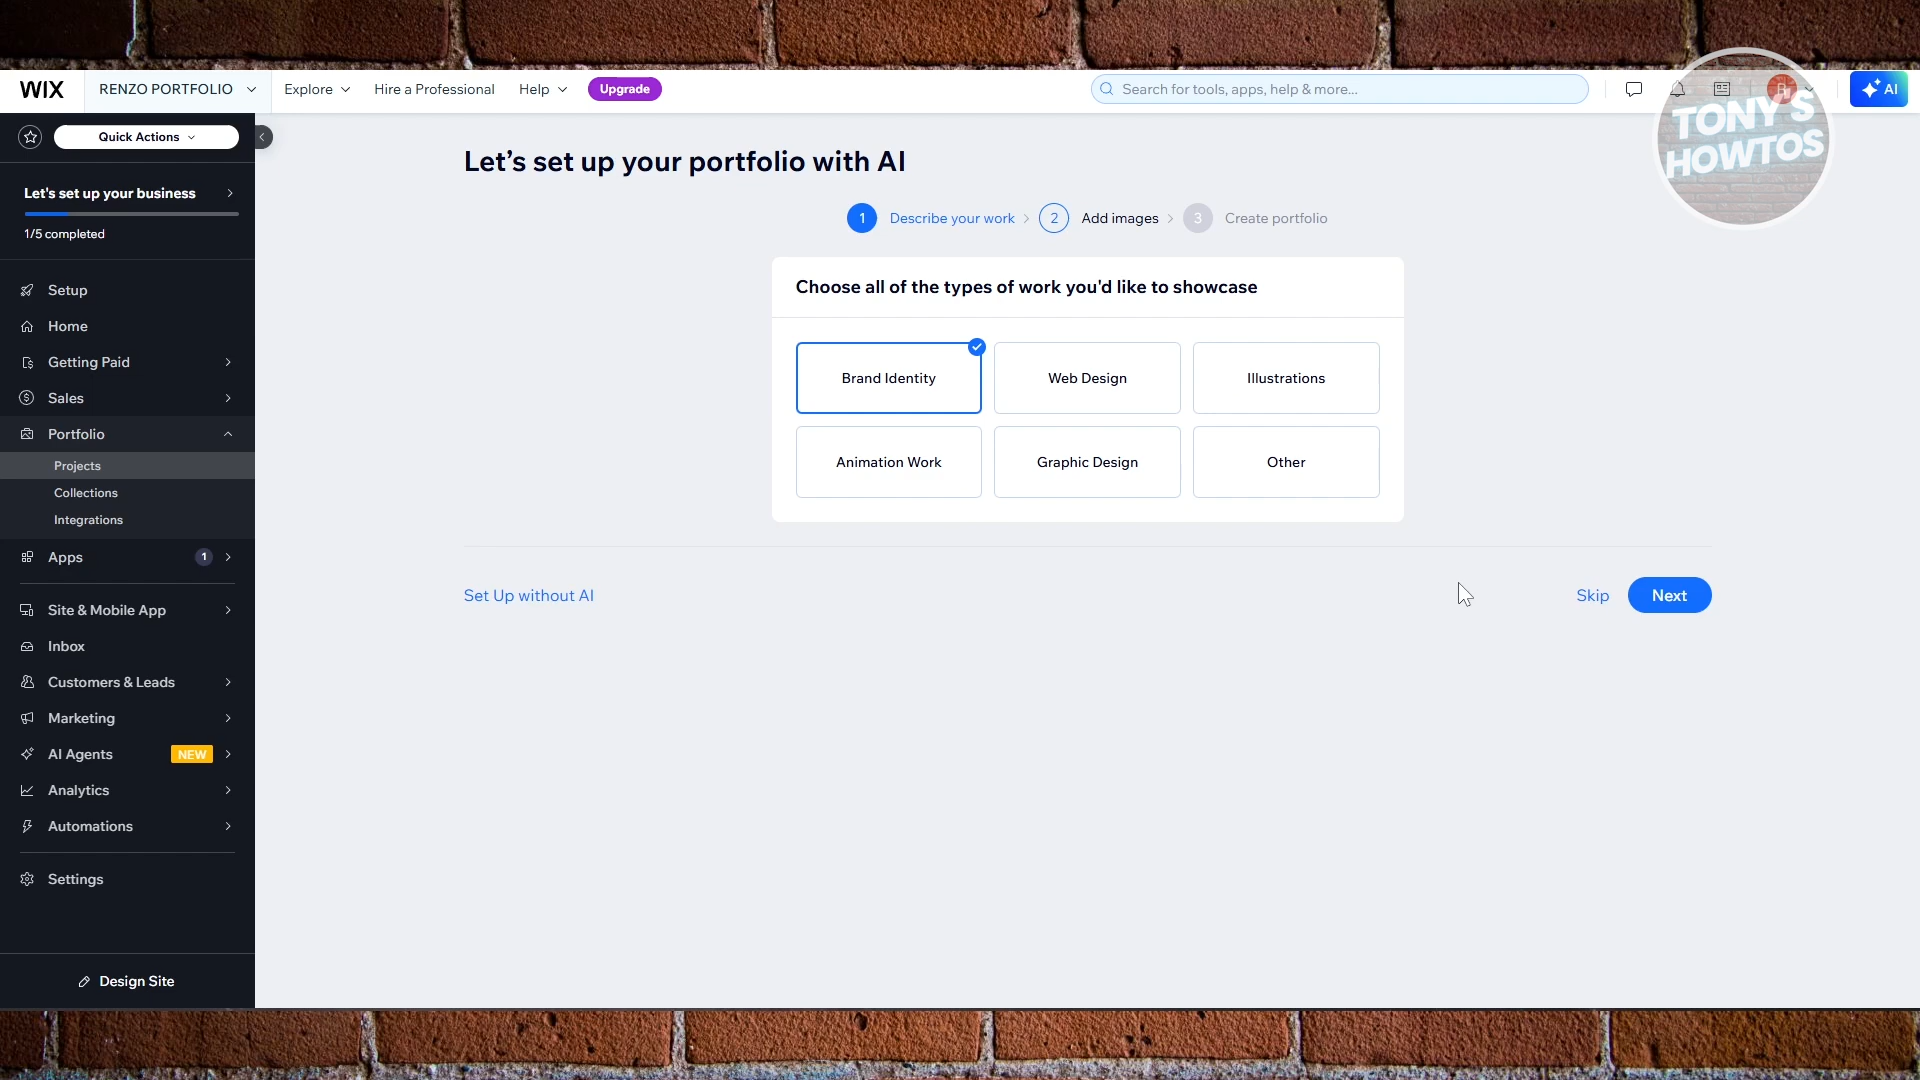 WIX
RENZO PORTFOLIO
Explore
Hire a Professional
Help
Upgrade
Search for tools, apps, help & more...
AI
TONY'S
HOWTOS
Quick Actions
Let's set up your business
1/5 completed
Setup
Home
Getting Paid
Sales
Portfolio
Projects
Collections
Integrations
Apps 1
Site & Mobile App
Inbox
Customers & Leads
Marketing
AI Agents NEW
Analytics
Automations
Settings
Design Site
Let's set up your portfolio with AI
1 Describe your work 2 Add images 3 Create portfolio
Choose all of the types of work you'd like to showcase
Brand Identity
Web Design
Illustrations
Animation Work
Graphic Design
Other
Set Up without AI
Skip
Next